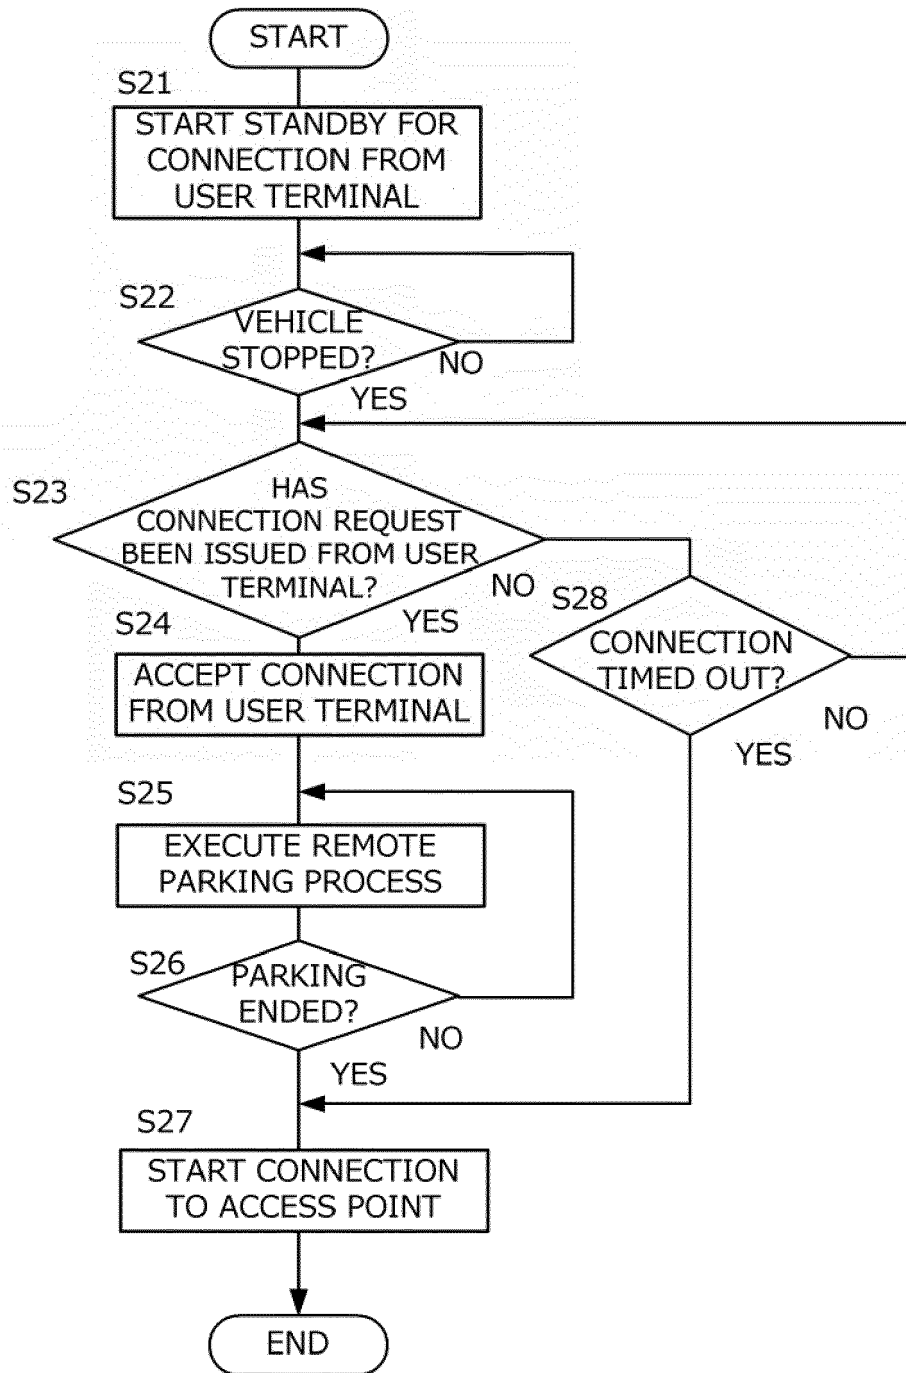 START
S21
START STANDBY FOR
CONNECTION FROM
USER TERMINAL
S22
VEHICLE
STOPPED?
NO
YES
S23
HAS
CONNECTION REQUEST
BEEN ISSUED FROM USER
TERMINAL?
NO
YES
S28
CONNECTION
TIMED OUT?
NO
YES
S24
ACCEPT CONNECTION
FROM USER TERMINAL
S25
EXECUTE REMOTE
PARKING PROCESS
S26
PARKING
ENDED?
NO
YES
S27
START CONNECTION
TO ACCESS POINT
END